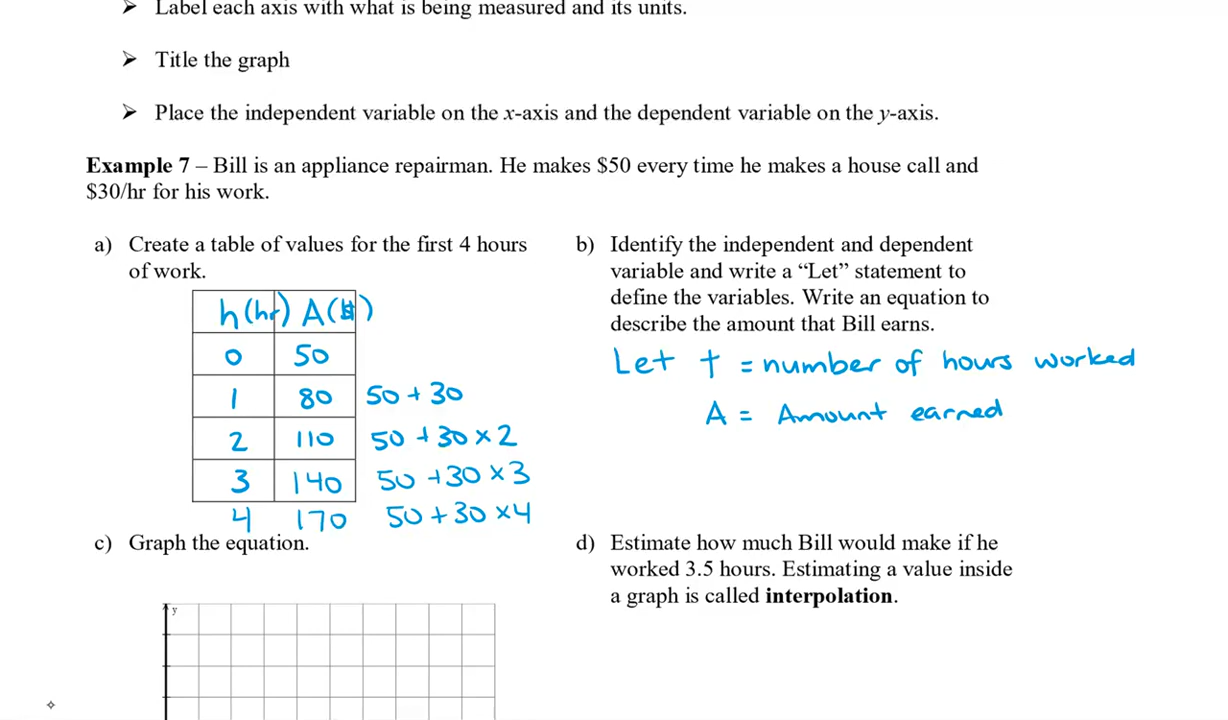 ➢ Label each axis with what is being measured and its units.
➢ Title the graph
➢ Place the independent variable on the x-axis and the dependent variable on the y-axis.
Example 7 – Bill is an appliance repairman. He makes $50 every time he makes a house call and
$30/hr for his work.
a) Create a table of values for the first 4 hours
of work.
h (hr) A ($)
0 50
1 80 50 + 30
2 110 50 + 30 × 2
3 140 50 + 30 × 3
4 170 50 + 30 × 4
b) Identify the independent and dependent
variable and write a “Let” statement to
define the variables. Write an equation to
describe the amount that Bill earns.
Let t = number of hours worked
A = Amount earned
c) Graph the equation.
y
d) Estimate how much Bill would make if he
worked 3.5 hours. Estimating a value inside
a graph is called interpolation.